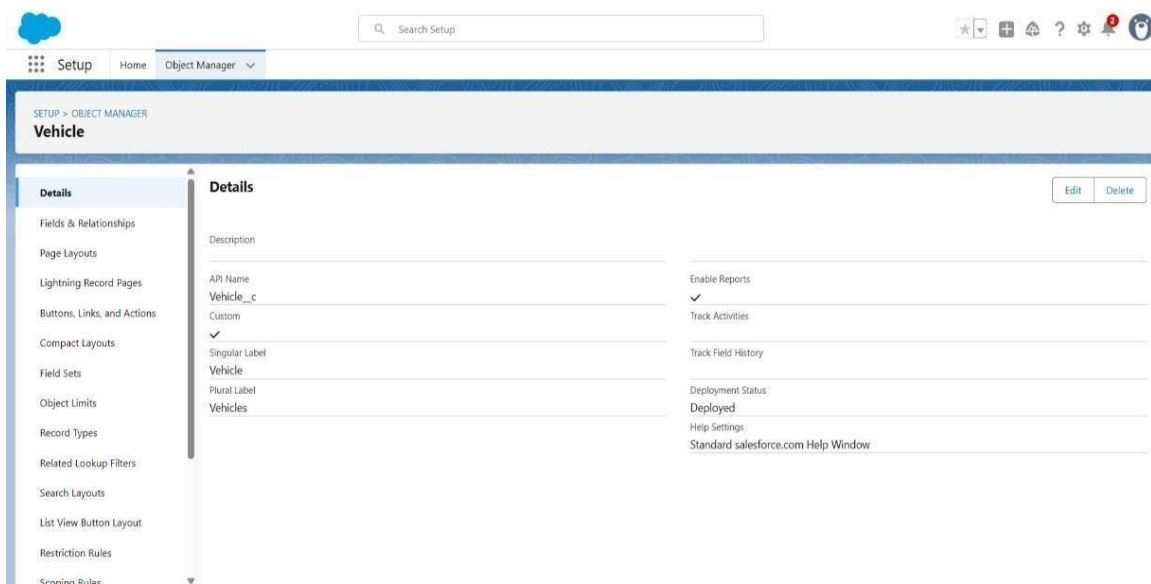 Search Setup
2
Setup Home Object Manager
SETUP > OBJECT MANAGER
Vehicle
Details
Fields & Relationships
Page Layouts
Lightning Record Pages
Buttons, Links, and Actions
Compact Layouts
Field Sets
Object Limits
Record Types
Related Lookup Filters
Search Layouts
List View Button Layout
Restriction Rules
Scoping Rules
Details
Edit Delete
Description
API Name
Vehicle__c
Custom
Singular Label
Vehicle
Plural Label
Vehicles
Enable Reports
Track Activities
Track Field History
Deployment Status
Deployed
Help Settings
Standard salesforce.com Help Window